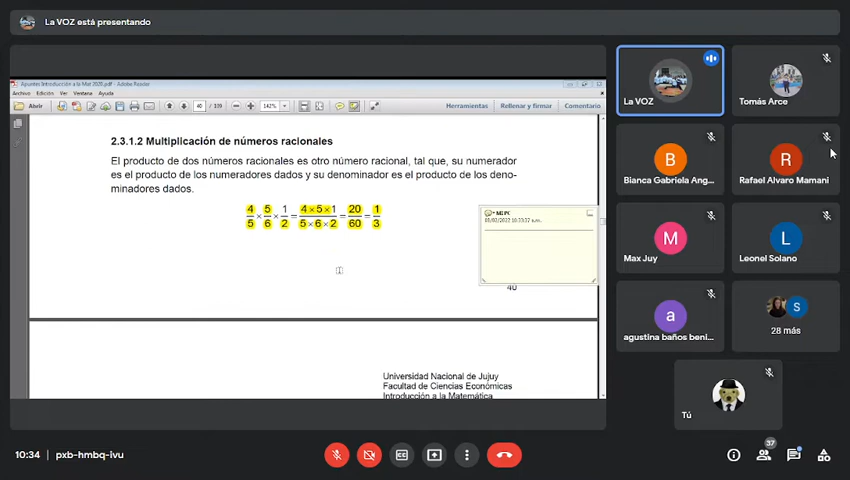 La VOZ está presentando
Apuntes Introducción a la Mat 2020.pdf - Adobe Reader
Archivo Edición Ver Ventana Ayuda
Abrir
40 / 109
142%
Herramientas
Rellenar y firmar
Comentario
2.3.1.2 Multiplicación de números racionales
El producto de dos números racionales es otro número racional, tal que, su numerador
es el producto de los numeradores dados y su denominador es el producto de los deno-
minadores dados.
4/5 × 5/6 × 1/2 = 4×5×1/5×6×2 = 20/60 = 1/3
40
Universidad Nacional de Jujuy
Facultad de Ciencias Económicas
Introducción a la Matemática
La VOZ
Tomás Arce
B
Bianca Gabriela Ang...
R
Rafael Alvaro Mamani
M
Max Juy
L
Leonel Solano
a
agustina baños beni...
S
28 más
Tú
10:34 pxb-hmbq-ivu
37